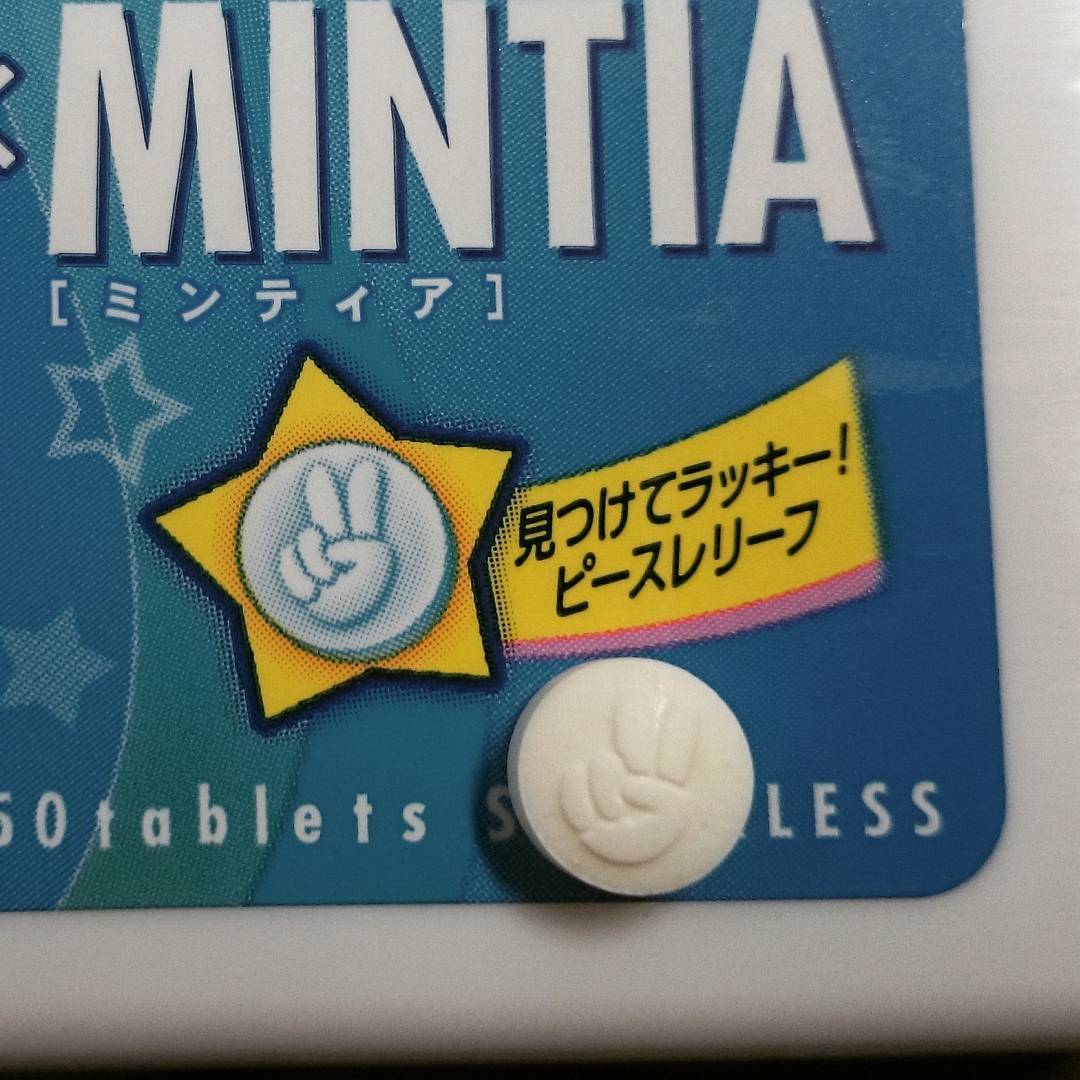 ×MINTIA
[ミンティア]
見つけてラッキー!
ピースレリーフ
50tablets S LESS